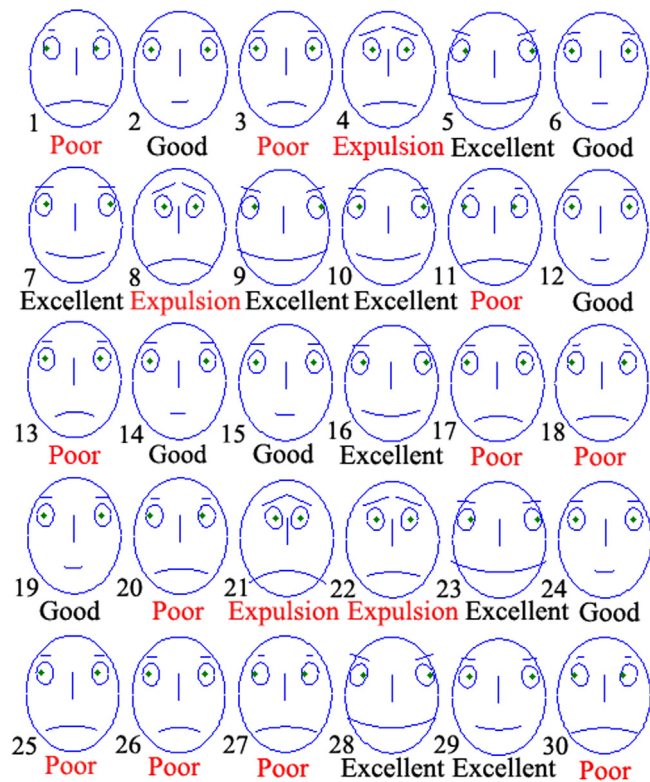 1 2 3 4 5 6
Poor Good Poor Expulsion Excellent Good
7 8 9 10 11 12
Excellent Expulsion Excellent Excellent Poor Good
13 14 15 16 17 18
Poor Good Good Excellent Poor Poor
19 20 21 22 23 24
Good Poor Expulsion Expulsion Excellent Good
25 26 27 28 29 30
Poor Poor Poor Excellent Excellent Poor